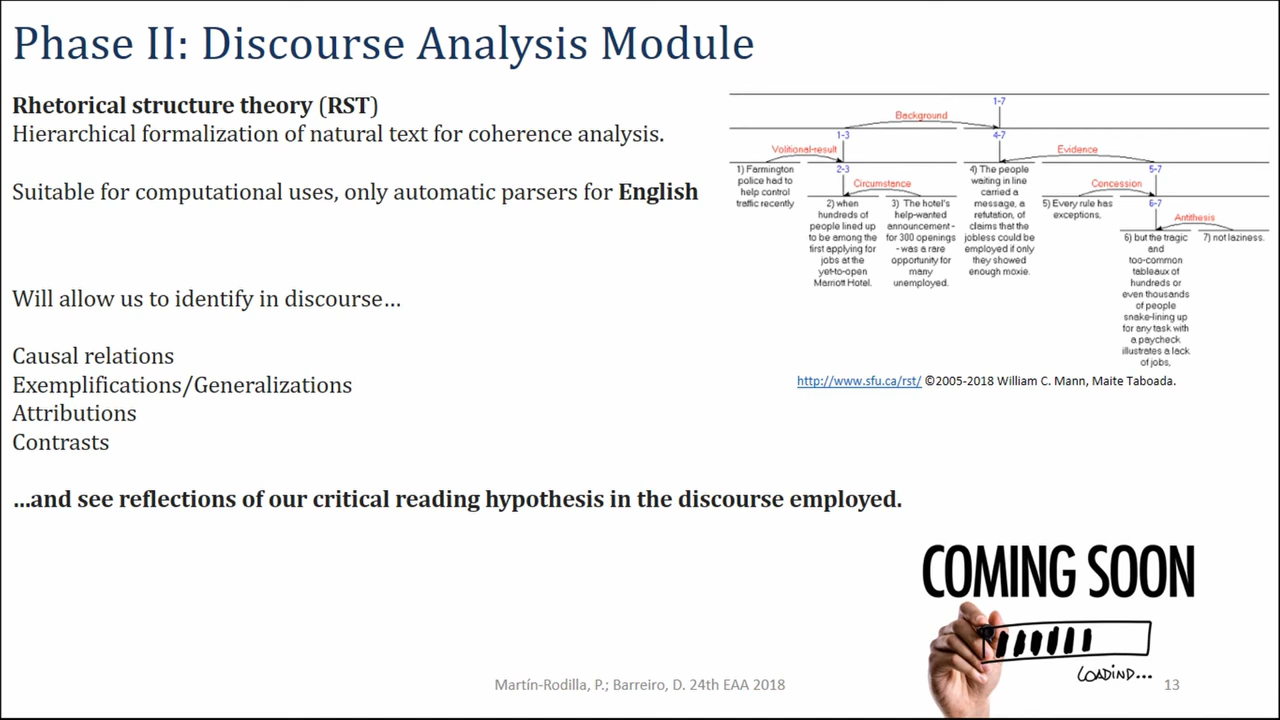 Phase II: Discourse Analysis Module
Rhetorical structure theory (RST)
Hierarchical formalization of natural text for coherence analysis.
Suitable for computational uses, only automatic parsers for English
Will allow us to identify in discourse…
Causal relations
Exemplifications/Generalizations
Attributions
Contrasts
…and see reflections of our critical reading hypothesis in the discourse employed.
1-7
Background
1-3
4-7
Volitional-result
Evidence
1) Farmington
police had to
help control
traffic recently
2-3
Circumstance
2) when
hundreds of
people lined up
to be among the
first applying for
jobs at the
yet-to-open
Marriott Hotel.
3) The hotel's
help-wanted
announcement -
for 300 openings
- was a rare
opportunity for
many
unemployed.
4) The people
waiting in line
carried a
message, a
refutation, of
claims that the
jobless could be
employed if only
they showed
enough moxie.
5-7
Concession
5) Every rule has
exceptions,
6-7
Antithesis
6) but the tragic
and
too-common
tableaux of
hundreds or
even thousands
of people
snake-lining up
for any task with
a paycheck
illustrates a lack
of jobs,
7) not laziness.
http://www.sfu.ca/rst/ ©2005-2018 William C. Mann, Maite Taboada.
COMING SOON
LOADIND...
Martín-Rodilla, P.; Barreiro, D. 24th EAA 2018
13